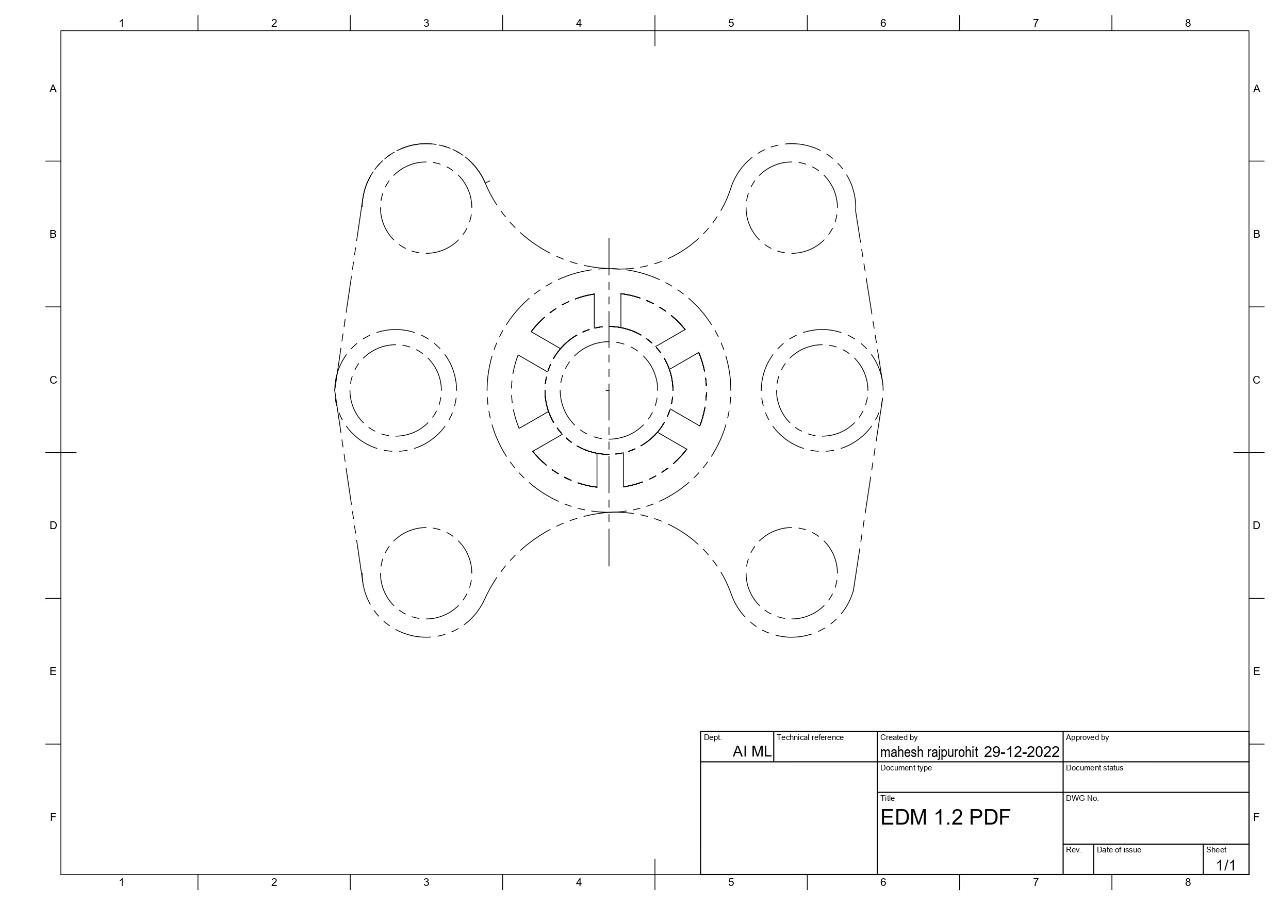 1 2 3 4 5 6 7 8
A A
B B
C C
D D
E E
Dept. Technical reference Created by Approved by
AI ML mahesh rajpurohit 29-12-2022
Document type Document status
Title DWG No.
EDM 1.2 PDF
F F
Rev. Date of issue Sheet
1/1
1 2 3 4 5 6 7 8